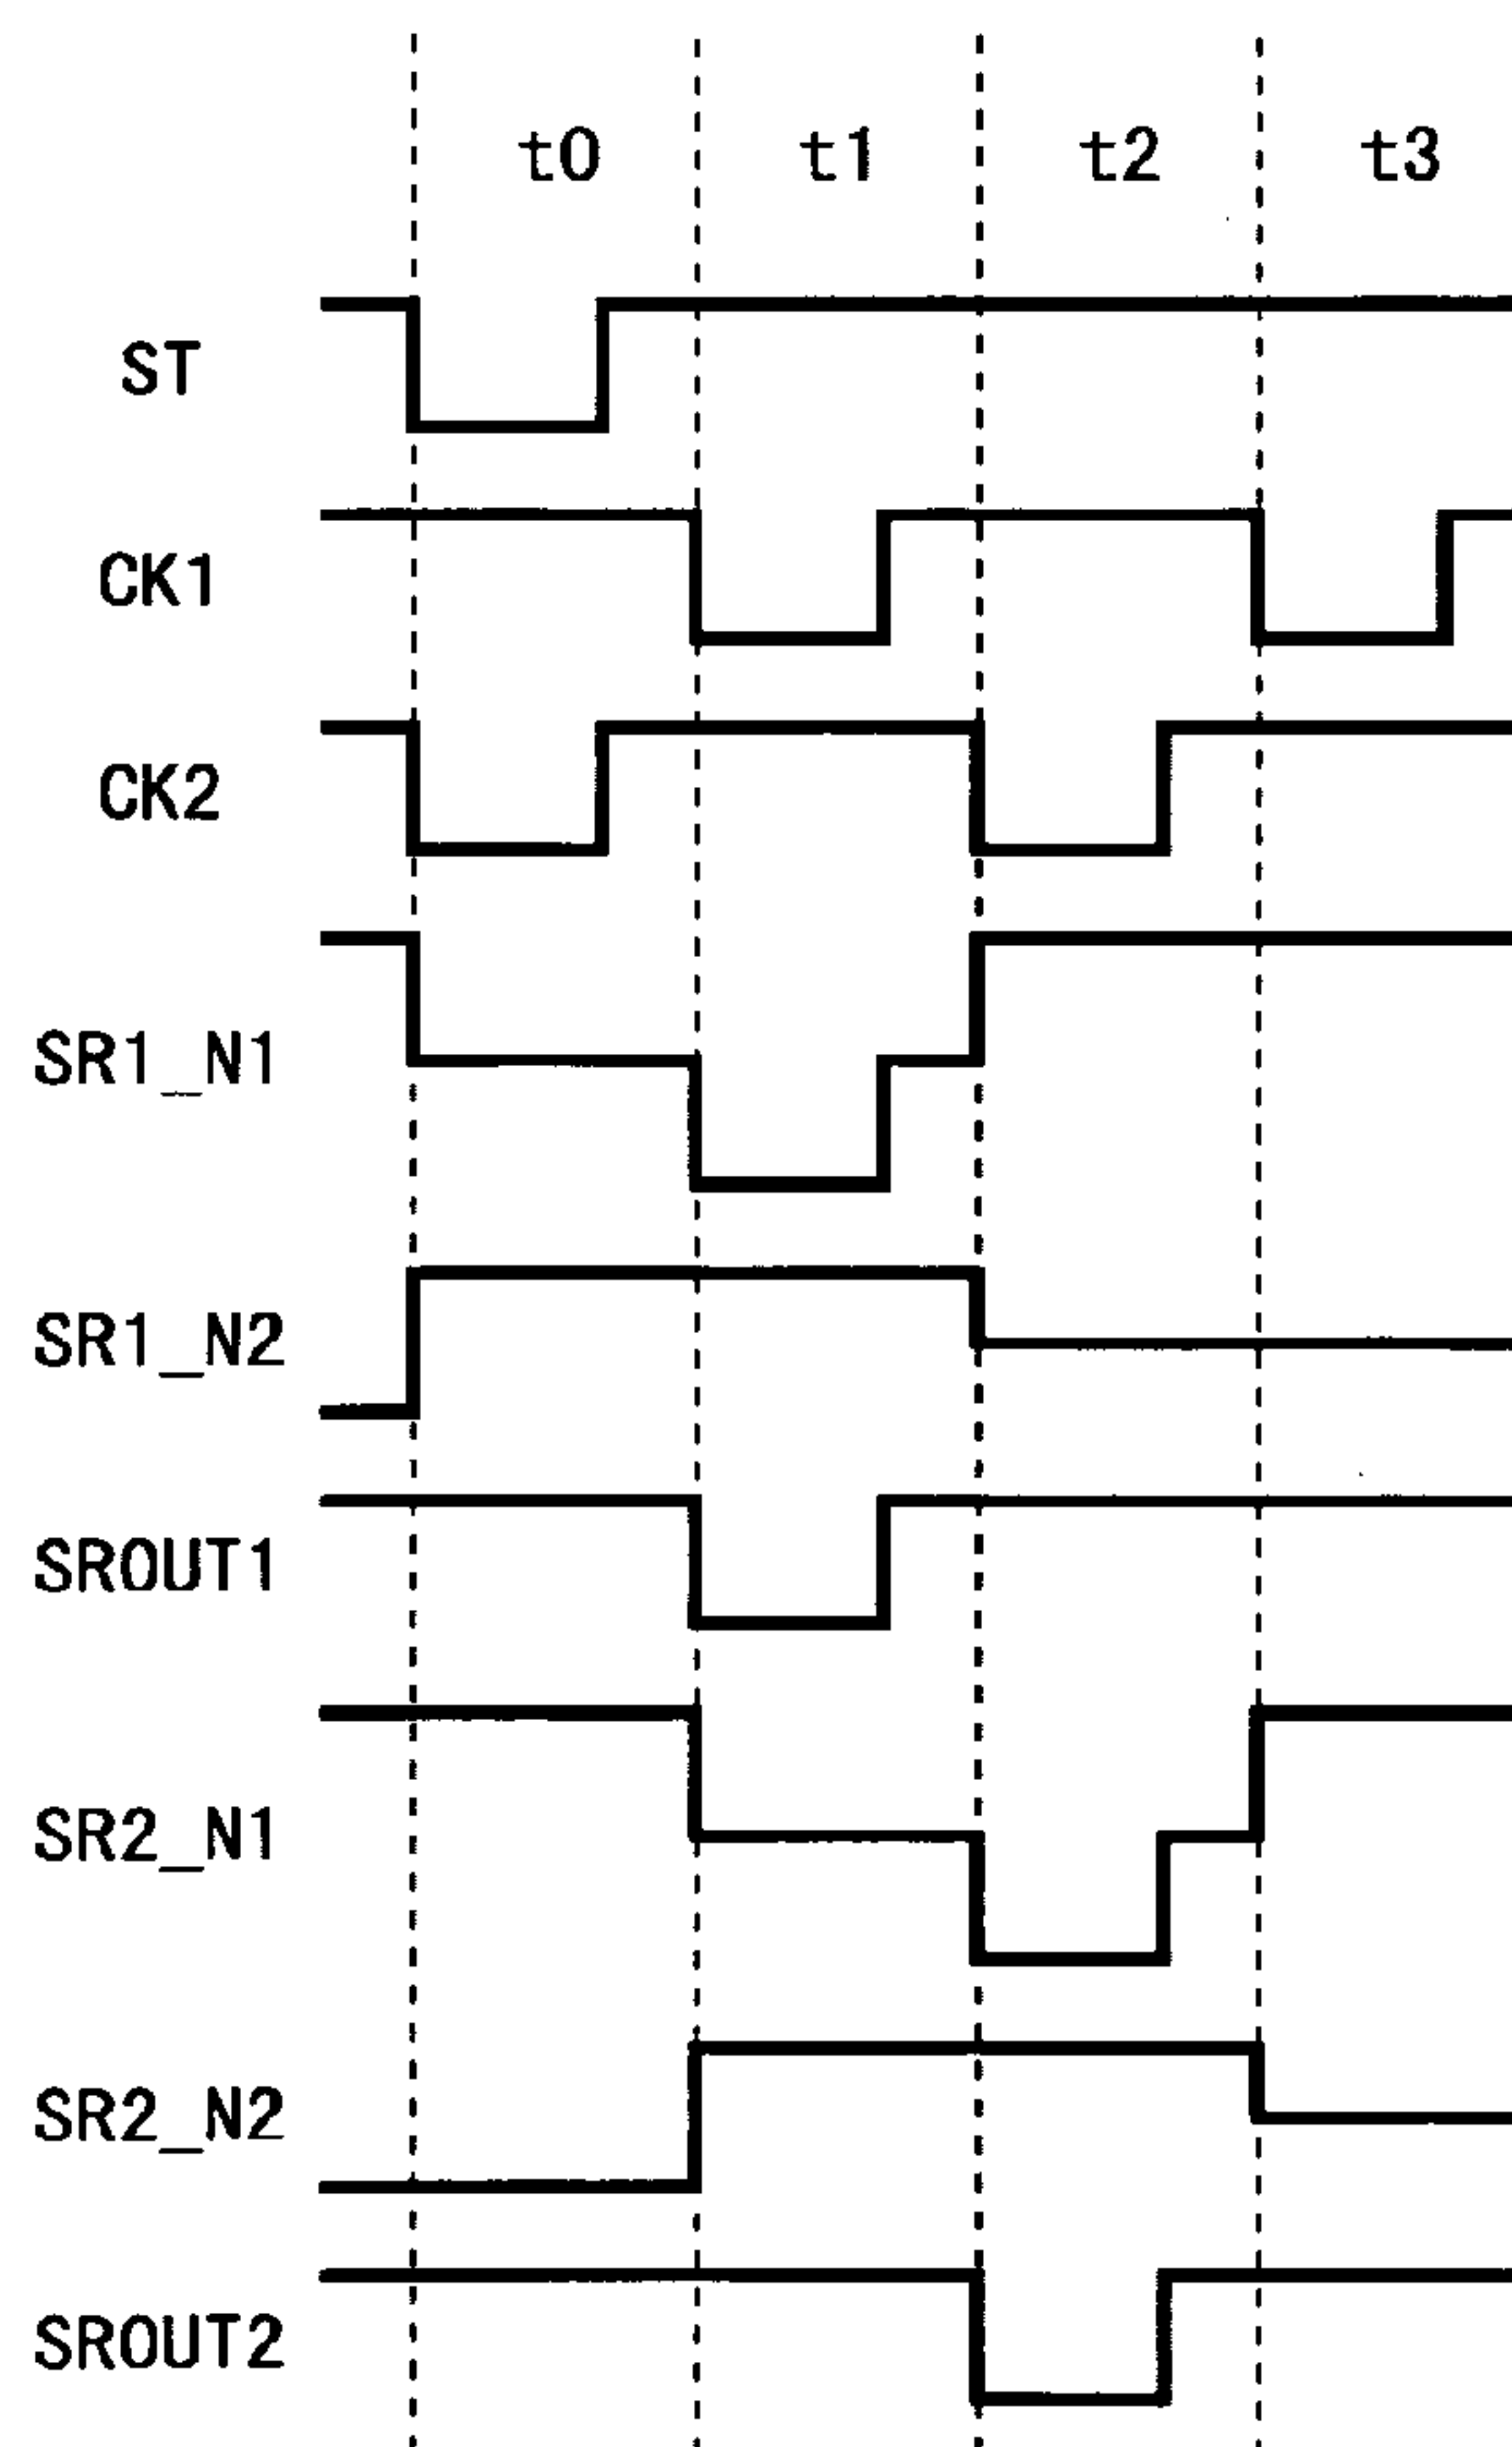 t0 t1 t2 t3
ST
CK1
CK2
SR1_N1
SR1_N2
SROUT1
SR2_N1
SR2_N2
SROUT2